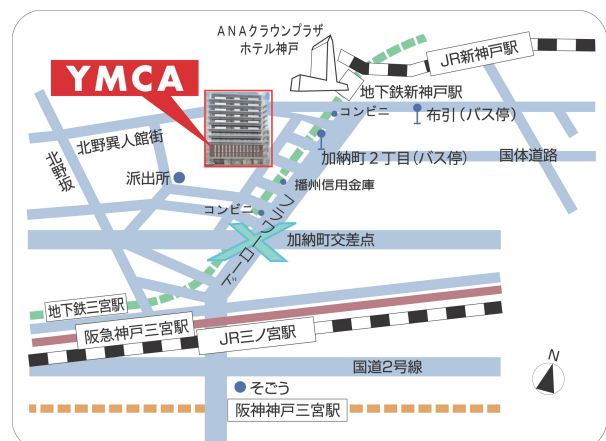 ANAクラウンプラザ
ホテル神戸
JR新神戸駅
YMCA
地下鉄新神戸駅
コンビニ
布引(バス停)
北野異人館街
北野坂
加納町2丁目(バス停)
国体道路
派出所
播州信用金庫
コンビニ
フラワーロード
加納町交差点
地下鉄三宮駅
阪急神戸三宮駅
JR三ノ宮駅
国道2号線
N
そごう
阪神神戸三宮駅